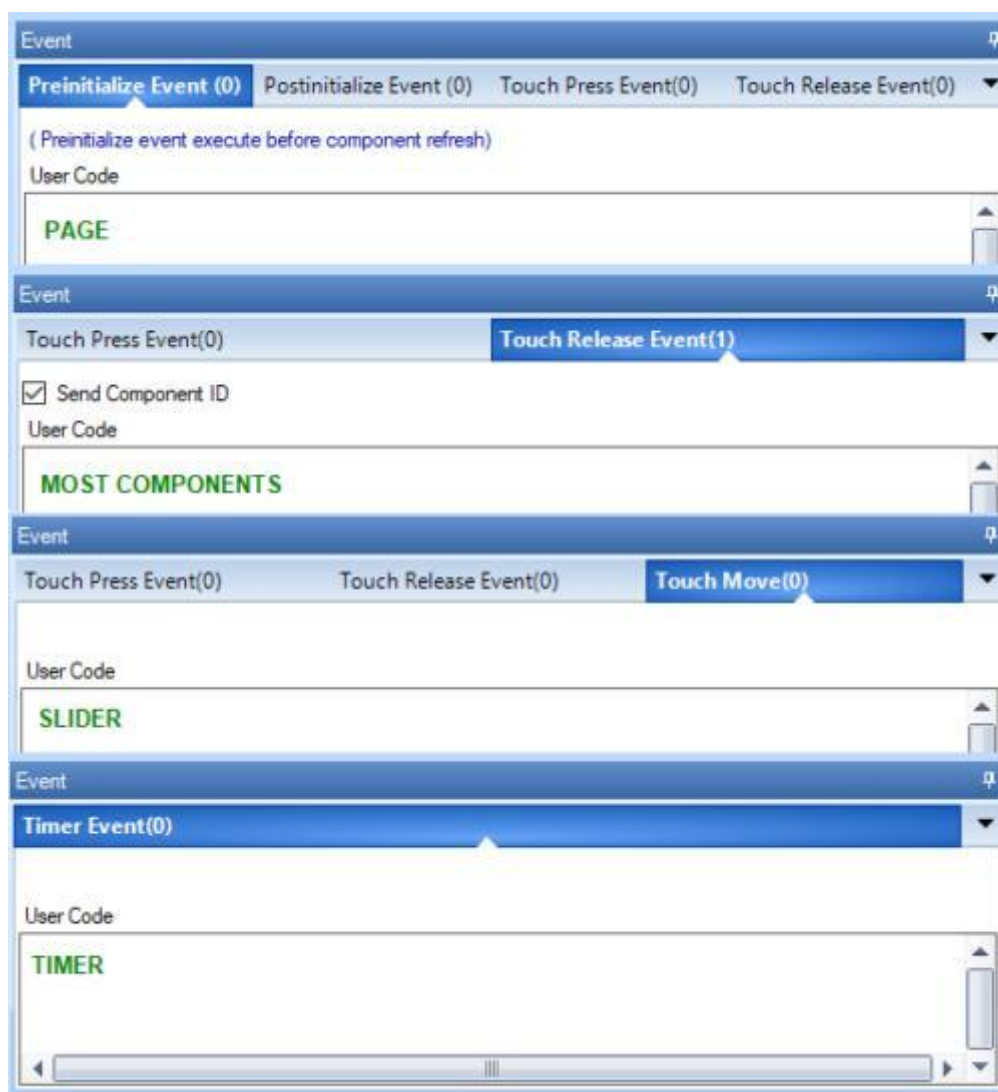 Event
Preinitialize Event (0) Postinitialize Event (0) Touch Press Event(0) Touch Release Event(0)
( Preinitialize event execute before component refresh)
User Code
PAGE
Event
Touch Press Event(0) Touch Release Event(1)
Send Component ID
User Code
MOST COMPONENTS
Event
Touch Press Event(0) Touch Release Event(0) Touch Move(0)
User Code
SLIDER
Event
Timer Event(0)
User Code
TIMER